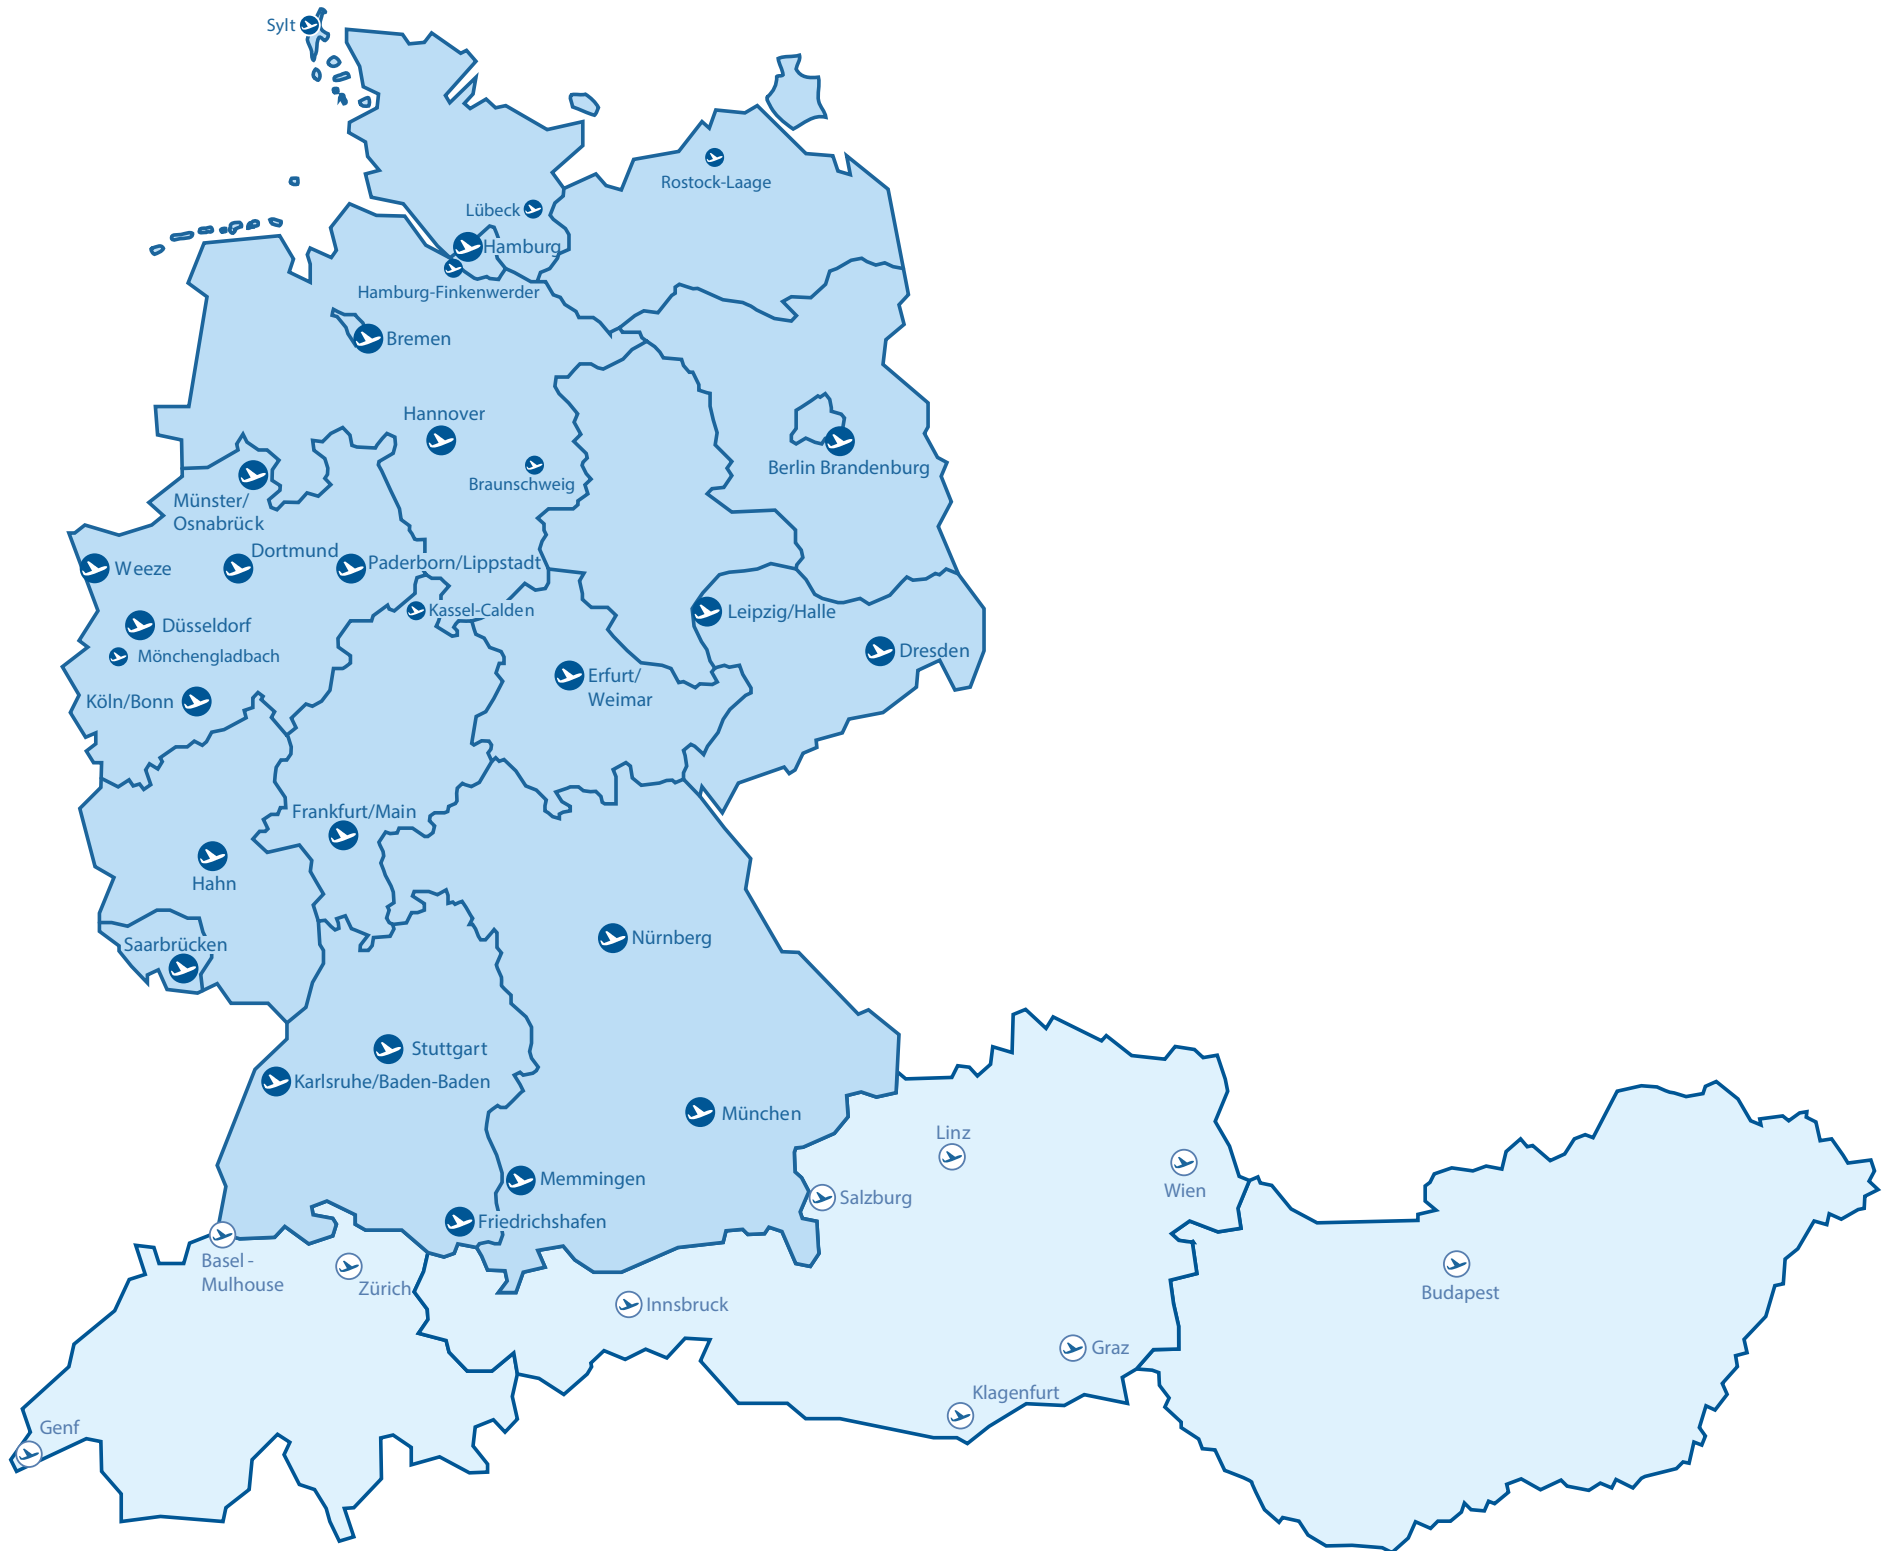 Sylt
Rostock-Laage
Lübeck
Hamburg
Hamburg-Finkenwerder
Bremen
Hannover
Berlin Brandenburg
Braunschweig
Münster/
Osnabrück
Dortmund
Paderborn/Lippstadt
Weeze
Kassel-Calden
Leipzig/Halle
Düsseldorf
Mönchengladbach
Dresden
Erfurt/
Weimar
Köln/Bonn
Frankfurt/Main
Hahn
Nürnberg
Saarbrücken
Stuttgart
Karlsruhe/Baden-Baden
München
Linz
Memmingen
Salzburg
Wien
Friedrichshafen
Basel -
Mulhouse
Zürich
Innsbruck
Budapest
Graz
Klagenfurt
Genf